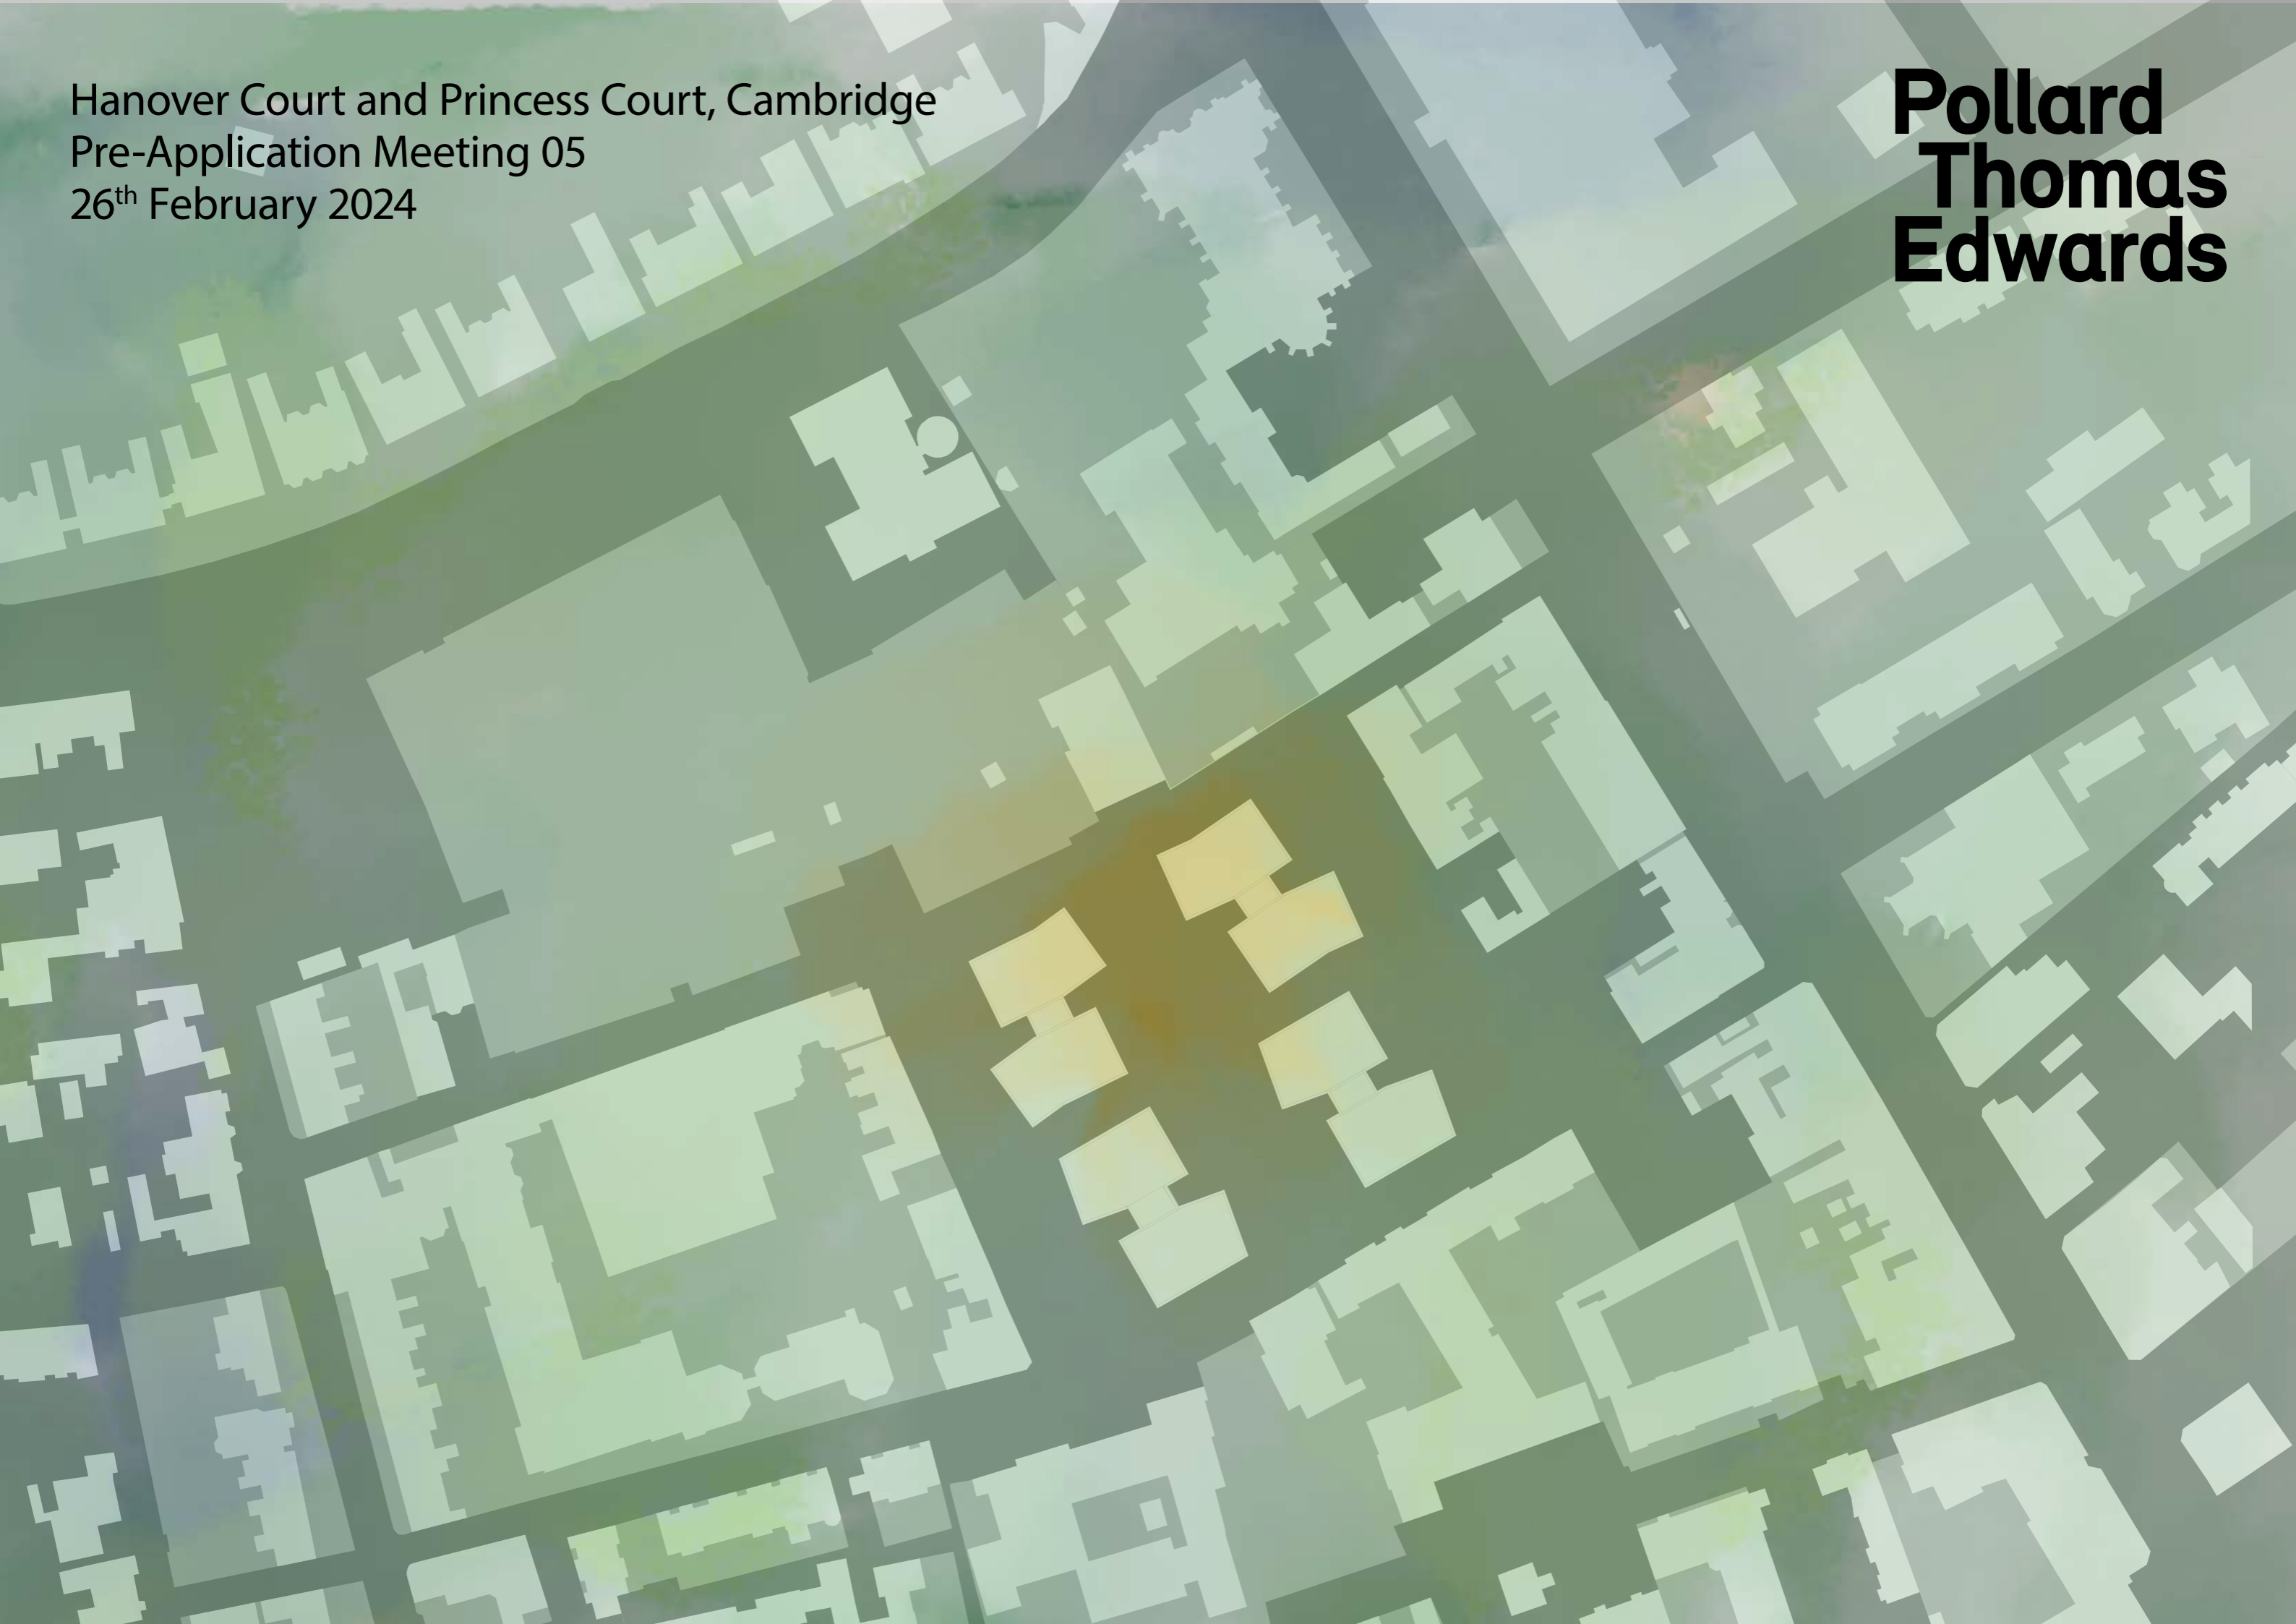 Hanover Court and Princess Court, Cambridge
Pre-Application Meeting 05
26th February 2024
Pollard
Thomas
Edwards